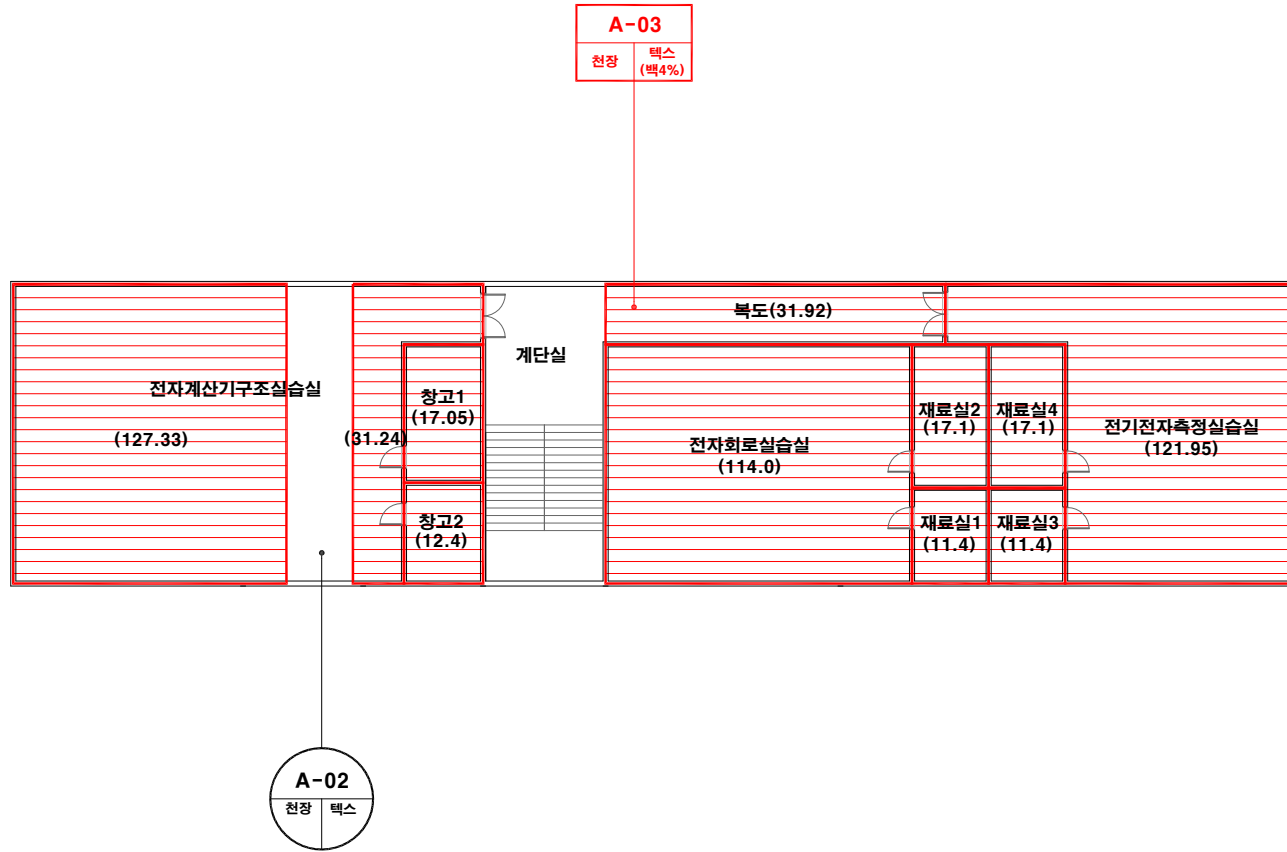 A-03
천장
텍스
(백4%)
복도(31.92)
계단실
전자계산기구조실습실
(127.33)
(31.24)
창고1
(17.05)
창고2
(12.4)
전자회로실습실
(114.0)
재료실2
(17.1)
재료실4
(17.1)
전기전자측정실습실
(121.95)
재료실1
(11.4)
재료실3
(11.4)
A-02
천장
텍스